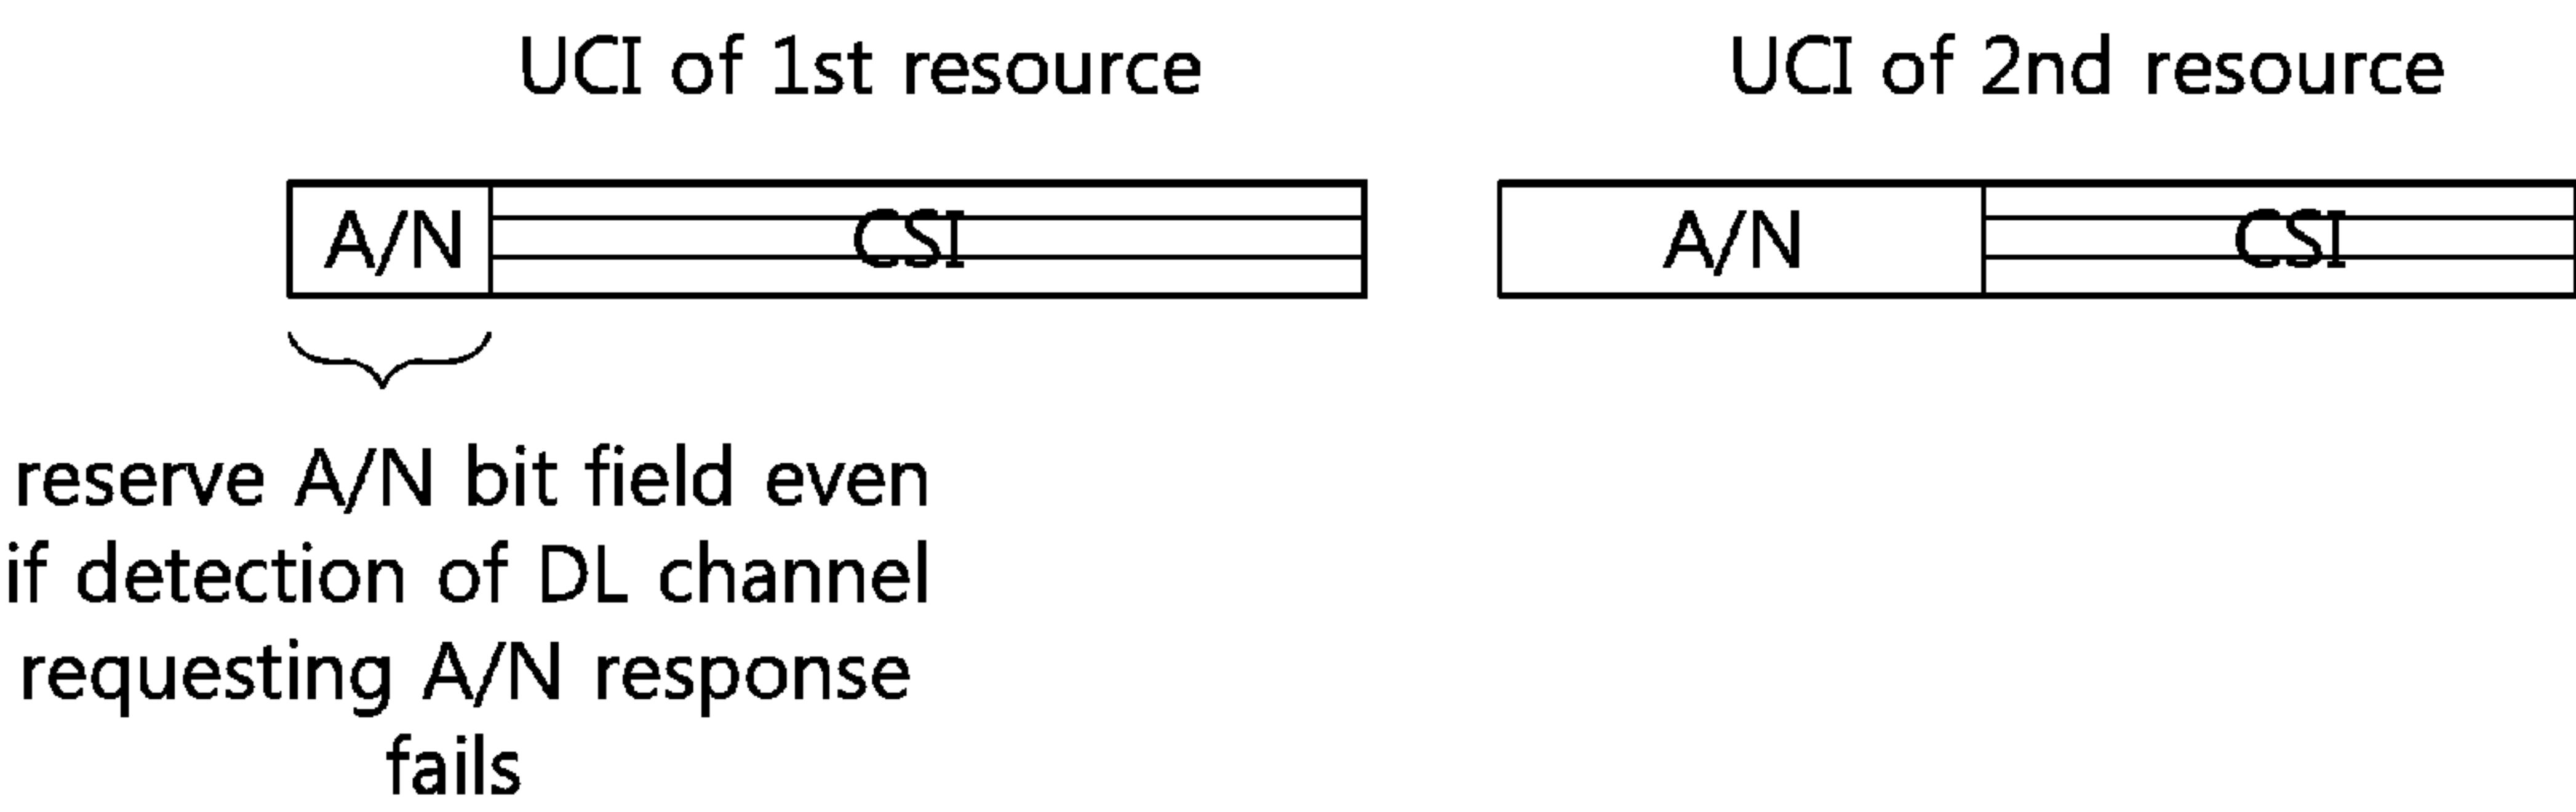 UCI of 1st resource
UCI of 2nd resource
A/N
CSI
A/N
CSI
reserve A/N bit field even
if detection of DL channel
requesting A/N response
fails